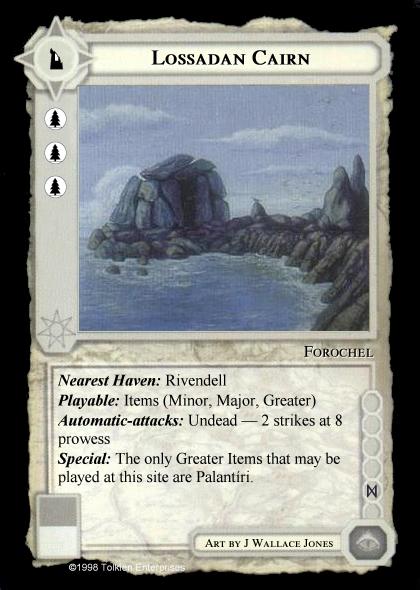 Lossadan Cairn
Forochel
Nearest Haven: Rivendell
Playable: Items (Minor, Major, Greater)
Automatic-attacks: Undead — 2 strikes at 8
prowess
Special: The only Greater Items that may be
played at this site are Palantíri.
Art by J Wallace Jones
©1998 Tolkien Enterprises